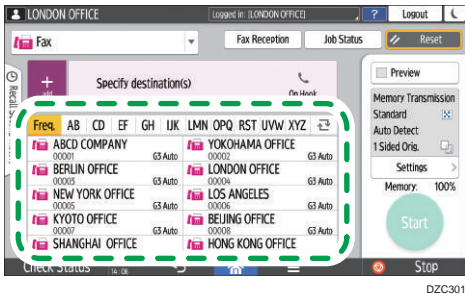 LONDON OFFICE
Logged in: [LONDON OFFICE]
? Logout
Fax
Fax Reception
Job Status
Reset
Specify destination(s)
On Hook
Recall
Preview
Memory Transmission
Standard
Auto Detect
1 Sided Orig.
Settings >
Memory: 100%
Start
Freq. AB CD EF GH IJK LMN OPQ RST UVW XYZ
ABCD COMPANY
00001 G3 Auto
YOKOHAMA OFFICE
00002 G3 Auto
BERLIN OFFICE
00003 G3 Auto
LONDON OFFICE
00004 G3 Auto
NEW YORK OFFICE
00005 G3 Auto
LOS ANGELES
00006 G3 Auto
KYOTO OFFICE
00007 G3 Auto
BEIJING OFFICE
00008 G3 Auto
SHANGHAI OFFICE
HONG KONG OFFICE
Check Status
14:06
Stop
DZC301